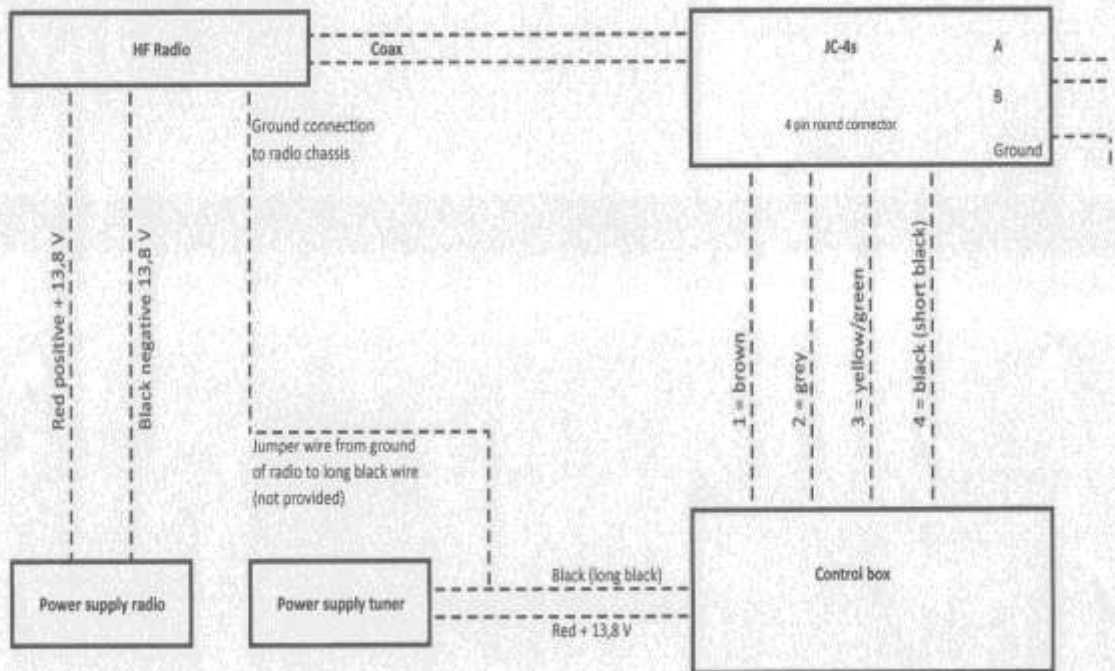 HF Radio
Coax
JC-4s
A
B
4 pin round connector
Ground
Ground connection
to radio chassis
Red positive + 13,8 V
Black negative 13,8 V
1 = brown
2 = grey
3 = yellow/green
4 = black (short black)
Jumper wire from ground
of radio to long black wire
(not provided)
Power supply radio
Power supply tuner
Black (long black)
Red + 13,8 V
Control box